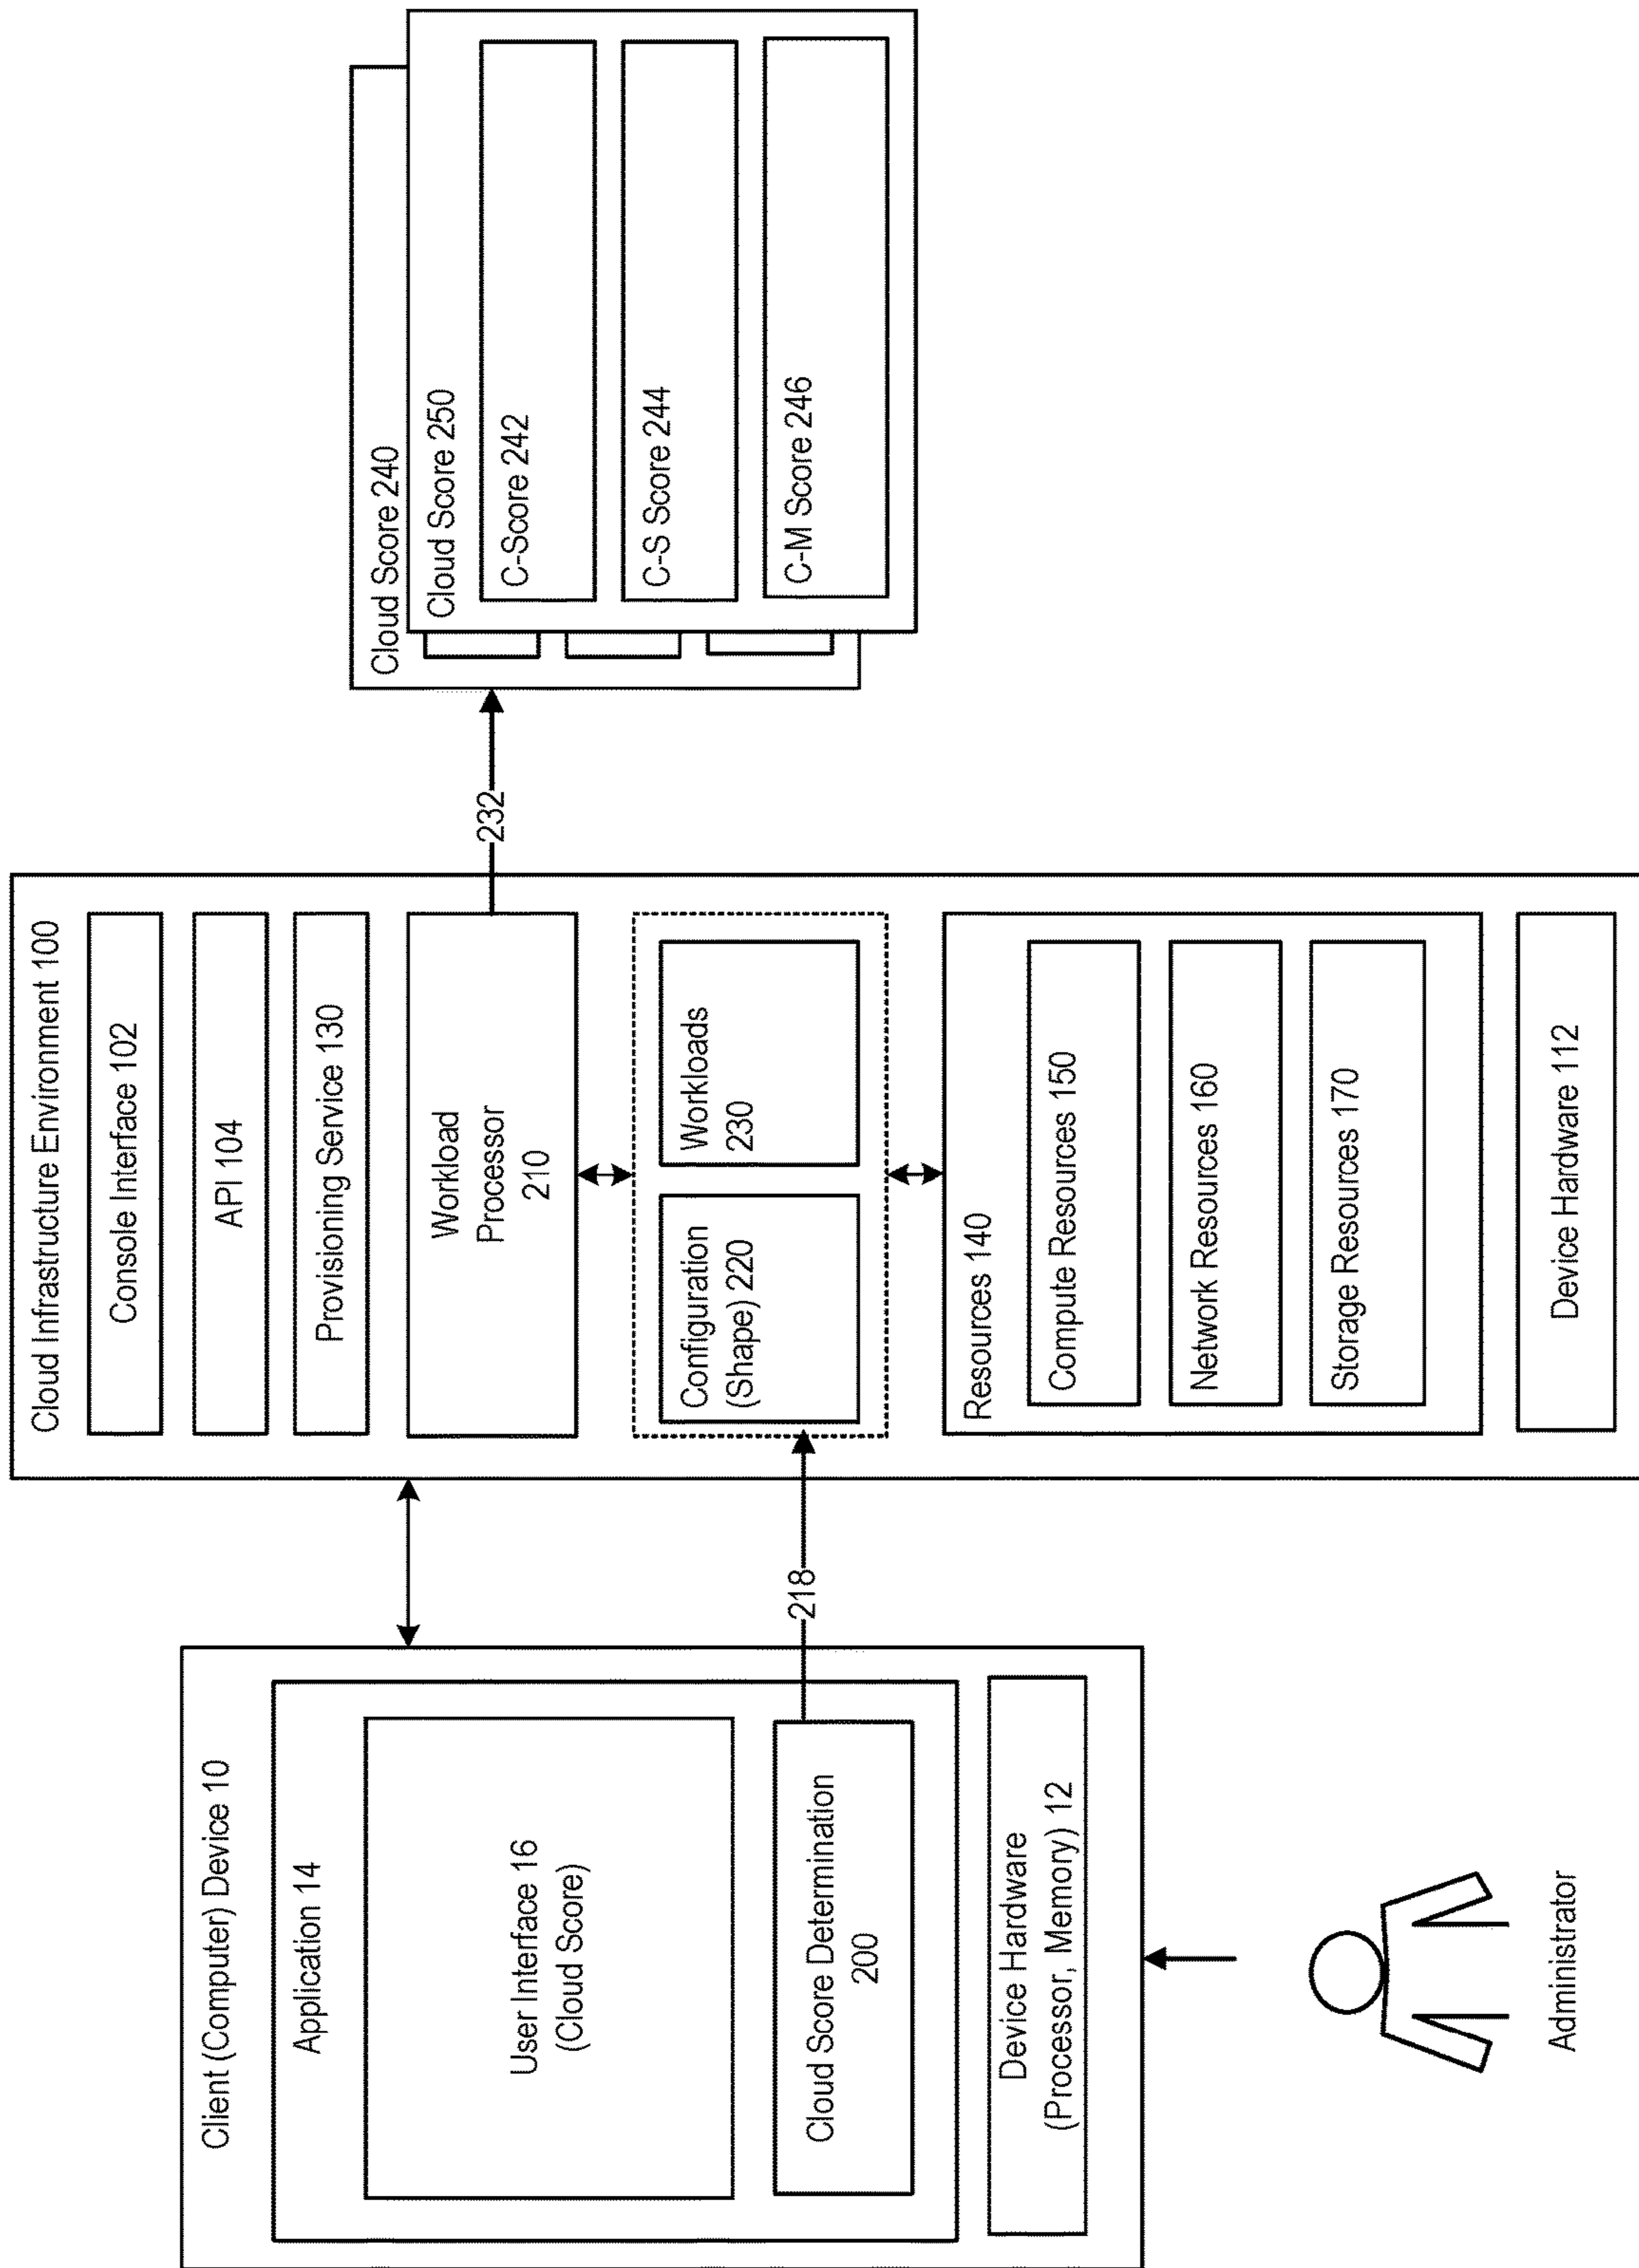 Client (Computer) Device 10
Application 14
User Interface 16
(Cloud Score)
Cloud Score Determination
200
Device Hardware
(Processor, Memory) 12
Administrator
218
Cloud Infrastructure Environment 100
Console Interface 102
API 104
Provisioning Service 130
Workload
Processor
210
Configuration
(Shape) 220
Workloads
230
Resources 140
Compute Resources 150
Network Resources 160
Storage Resources 170
Device Hardware 112
232
Cloud Score 240
Cloud Score 250
C-Score 242
C-S Score 244
C-M Score 246